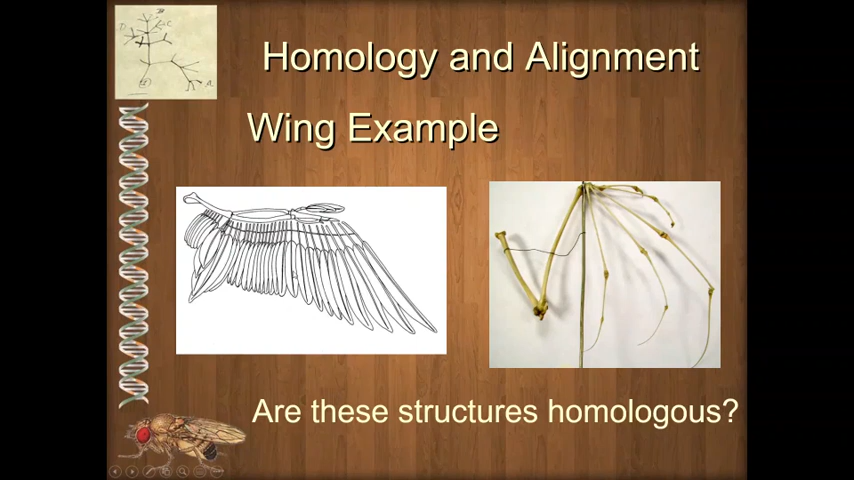 Homology and Alignment
Wing Example
Are these structures homologous?